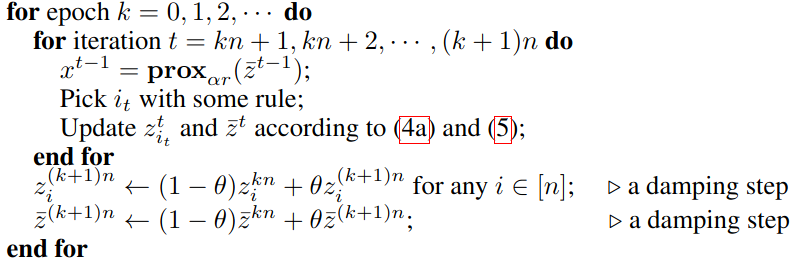 for epoch k = 0, 1, 2, ⋯ do
for iteration t = kn + 1, kn + 2, ⋯ , (k + 1)n do
x^{t−1} = prox_{αr}(z̄^{t−1});
Pick i_t with some rule;
Update z^t_{i_t} and z̄^t according to (4a) and (5);
end for
z_i^{(k+1)n} ← (1 − θ)z_i^{kn} + θz_i^{(k+1)n} for any i ∈ [n]; ▷ a damping step
z̄^{(k+1)n} ← (1 − θ)z̄^{kn} + θz̄^{(k+1)n}; ▷ a damping step
end for